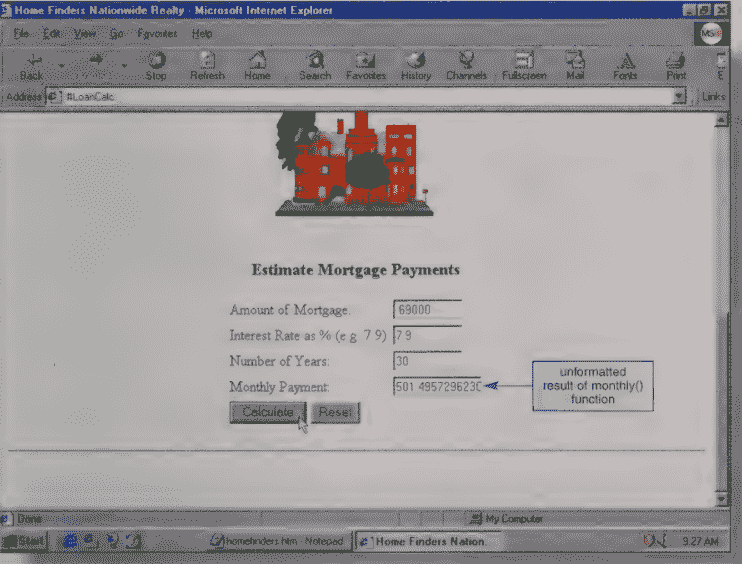 Home Finders Nationwide Realty - Microsoft Internet Explorer
File Edit View Go Favorites Help
Back Stop Refresh Home Search Favorites History Channels Fullscreen Mail Fonts Print E
Address #LoanCalc Links
Estimate Mortgage Payments
Amount of Mortgage: 69000
Interest Rate as % (e.g. 7.9) 7.9
Number of Years: 30
Monthly Payment: 501.4957296230
unformatted
result of monthly()
function
Calculate Reset
Done My Computer
Start homefinders.htm - Notepad Home Finders Nation... 9:27 AM